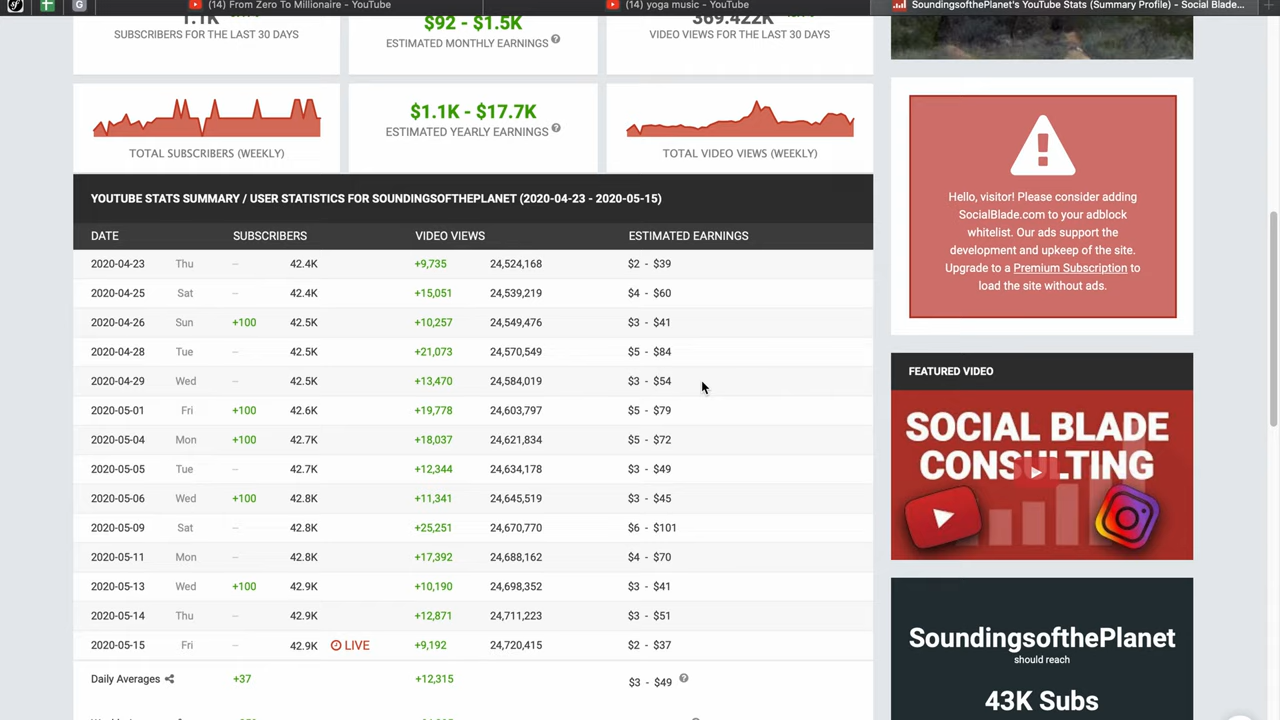 (14) From Zero To Millionaire - YouTube
(14) yoga music - YouTube
SoundingsofthePlanet's YouTube Stats (Summary Profile) - Social Blade...
1.1K
SUBSCRIBERS FOR THE LAST 30 DAYS
$92 - $1.5K
ESTIMATED MONTHLY EARNINGS
369.422K
VIDEO VIEWS FOR THE LAST 30 DAYS
TOTAL SUBSCRIBERS (WEEKLY)
$1.1K - $17.7K
ESTIMATED YEARLY EARNINGS
TOTAL VIDEO VIEWS (WEEKLY)
YOUTUBE STATS SUMMARY / USER STATISTICS FOR SOUNDINGSOFTHEPLANET (2020-04-23 - 2020-05-15)
DATE SUBSCRIBERS VIDEO VIEWS ESTIMATED EARNINGS
2020-04-23 Thu – 42.4K +9,735 24,524,168 $2 - $39
2020-04-25 Sat – 42.4K +15,051 24,539,219 $4 - $60
2020-04-26 Sun +100 42.5K +10,257 24,549,476 $3 - $41
2020-04-28 Tue – 42.5K +21,073 24,570,549 $5 - $84
2020-04-29 Wed – 42.5K +13,470 24,584,019 $3 - $54
2020-05-01 Fri +100 42.6K +19,778 24,603,797 $5 - $79
2020-05-04 Mon +100 42.7K +18,037 24,621,834 $5 - $72
2020-05-05 Tue – 42.7K +12,344 24,634,178 $3 - $49
2020-05-06 Wed +100 42.8K +11,341 24,645,519 $3 - $45
2020-05-09 Sat – 42.8K +25,251 24,670,770 $6 - $101
2020-05-11 Mon – 42.8K +17,392 24,688,162 $4 - $70
2020-05-13 Wed +100 42.9K +10,190 24,698,352 $3 - $41
2020-05-14 Thu – 42.9K +12,871 24,711,223 $3 - $51
2020-05-15 Fri – 42.9K LIVE +9,192 24,720,415 $2 - $37
Daily Averages +37 +12,315 $3 - $49
Hello, visitor! Please consider adding
SocialBlade.com to your adblock
whitelist. Our ads support the
development and upkeep of the site.
Upgrade to a Premium Subscription to
load the site without ads.
FEATURED VIDEO
SOCIAL BLADE
CONSULTING
SoundingsofthePlanet
should reach
43K Subs